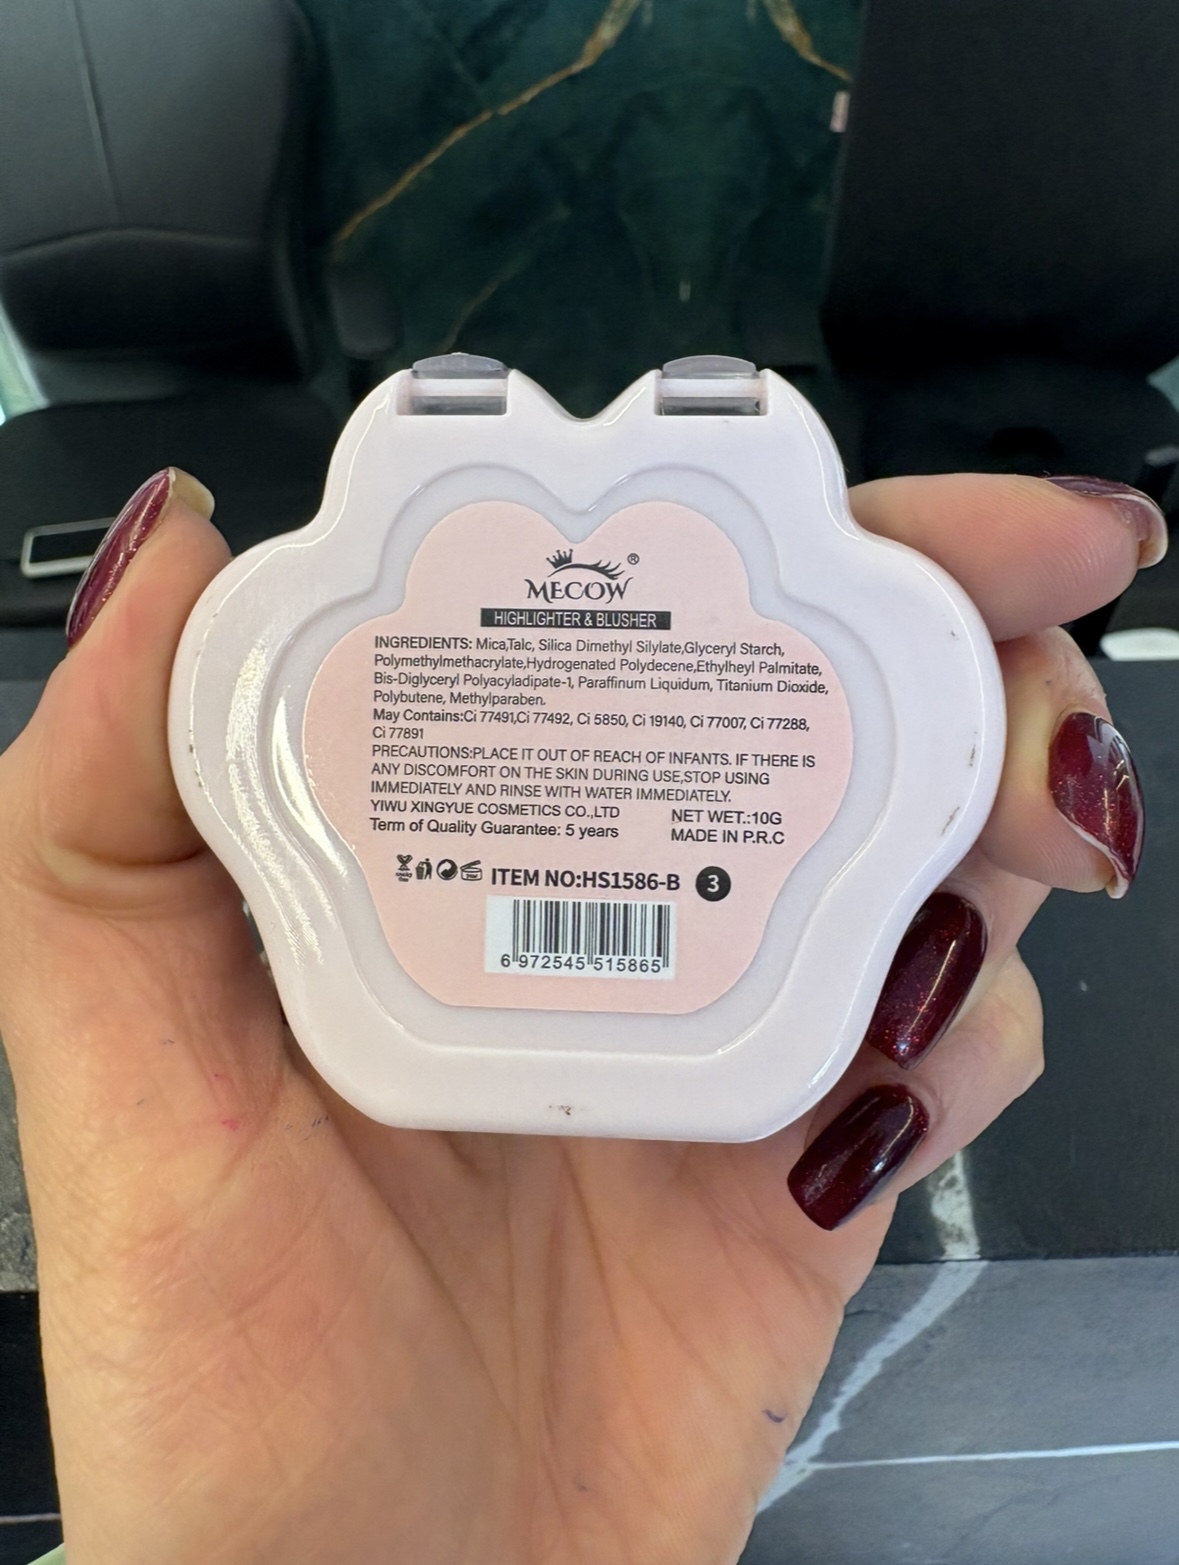 MECOW®
HIGHLIGHTER & BLUSHER
INGREDIENTS: Mica,Talc, Silica Dimethyl Silylate,Glyceryl Starch,
Polymethylmethacrylate,Hydrogenated Polydecene,Ethylheyl Palmitate,
Bis-Diglyceryl Polyacyladipate-1, Paraffinum Liquidum, Titanium Dioxide,
Polybutene, Methylparaben.
May Contains:Ci 77491,Ci 77492, Ci 5850, Ci 19140, Ci 77007, Ci 77288,
Ci 77891
PRECAUTIONS:PLACE IT OUT OF REACH OF INFANTS. IF THERE IS
ANY DISCOMFORT ON THE SKIN DURING USE,STOP USING
IMMEDIATELY AND RINSE WITH WATER IMMEDIATELY.
YIWU XINGYUE COSMETICS CO.,LTD
Term of Quality Guarantee: 5 years
NET WET.:10G
MADE IN P.R.C
ITEM NO:HS1586-B 3
6 972545 515865